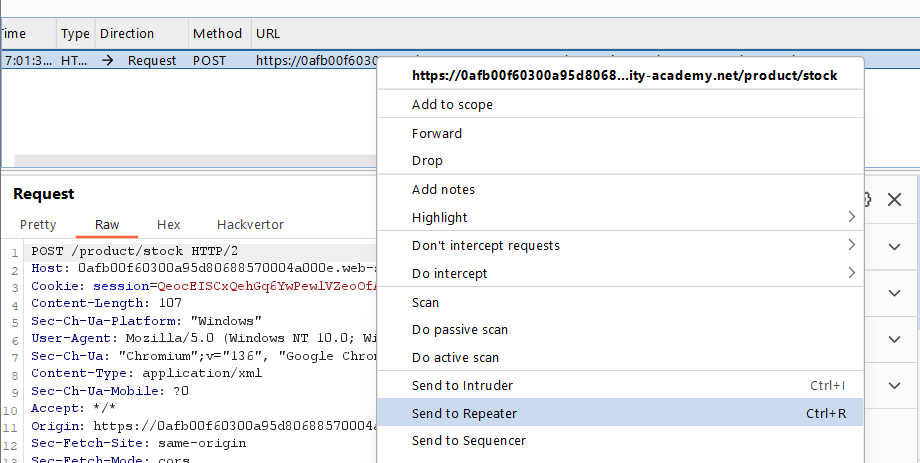 Time Type Direction Method URL
17:01:3... HT... → Request POST https://0afb00f60300
https://0afb00f60300a95d8068...ity-academy.net/product/stock
Add to scope
Forward
Drop
Add notes
Highlight
Don't intercept requests
Do intercept
Scan
Do passive scan
Do active scan
Send to Intruder Ctrl+I
Send to Repeater Ctrl+R
Send to Sequencer
Request
Pretty Raw Hex Hackvertor
1 POST /product/stock HTTP/2
2 Host: 0afb00f60300a95d80688570004a000e.web-s
3 Cookie: session=QeocEISCxQehGq6YwPewlVZeoOfA
4 Content-Length: 107
5 Sec-Ch-Ua-Platform: "Windows"
6 User-Agent: Mozilla/5.0 (Windows NT 10.0; Wi
7 Sec-Ch-Ua: "Chromium";v="136", "Google Chrom
8 Content-Type: application/xml
9 Sec-Ch-Ua-Mobile: ?0
10 Accept: */*
11 Origin: https://0afb00f60300a95d80688570004a
12 Sec-Fetch-Site: same-origin
Sec-Fetch-Mode: cors